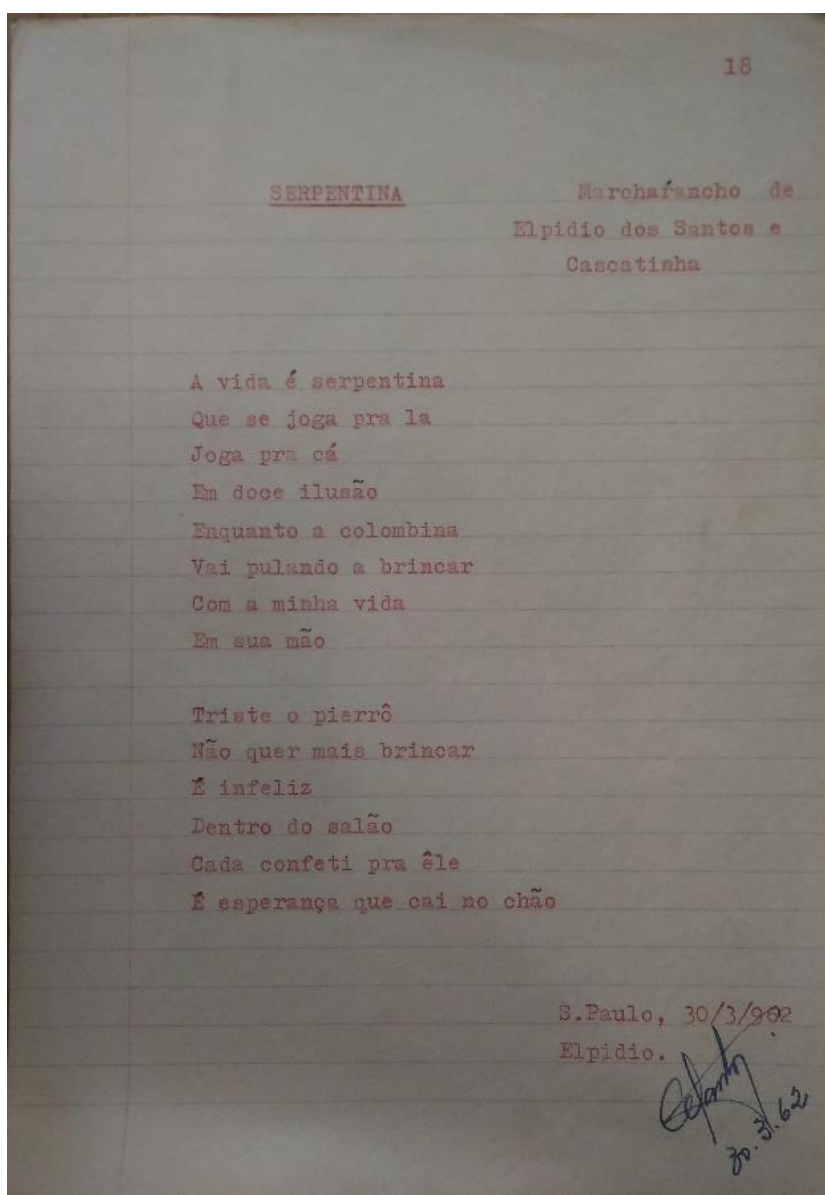 18
SERPENTINA Marcharancho de
Elpidio dos Santos e
Cascatinha
A vida é serpentina
Que se joga pra la
Joga pra cá
Em doce ilusão
Enquanto a colombina
Vai pulando a brincar
Com a minha vida
Em sua mão
Triste o pierrô
Não quer mais brincar
É infeliz
Dentro do salão
Cada confeti pra êle
É esperança que cai no chão
S.Paulo, 30/3/962
Elpidio.
30.3.62